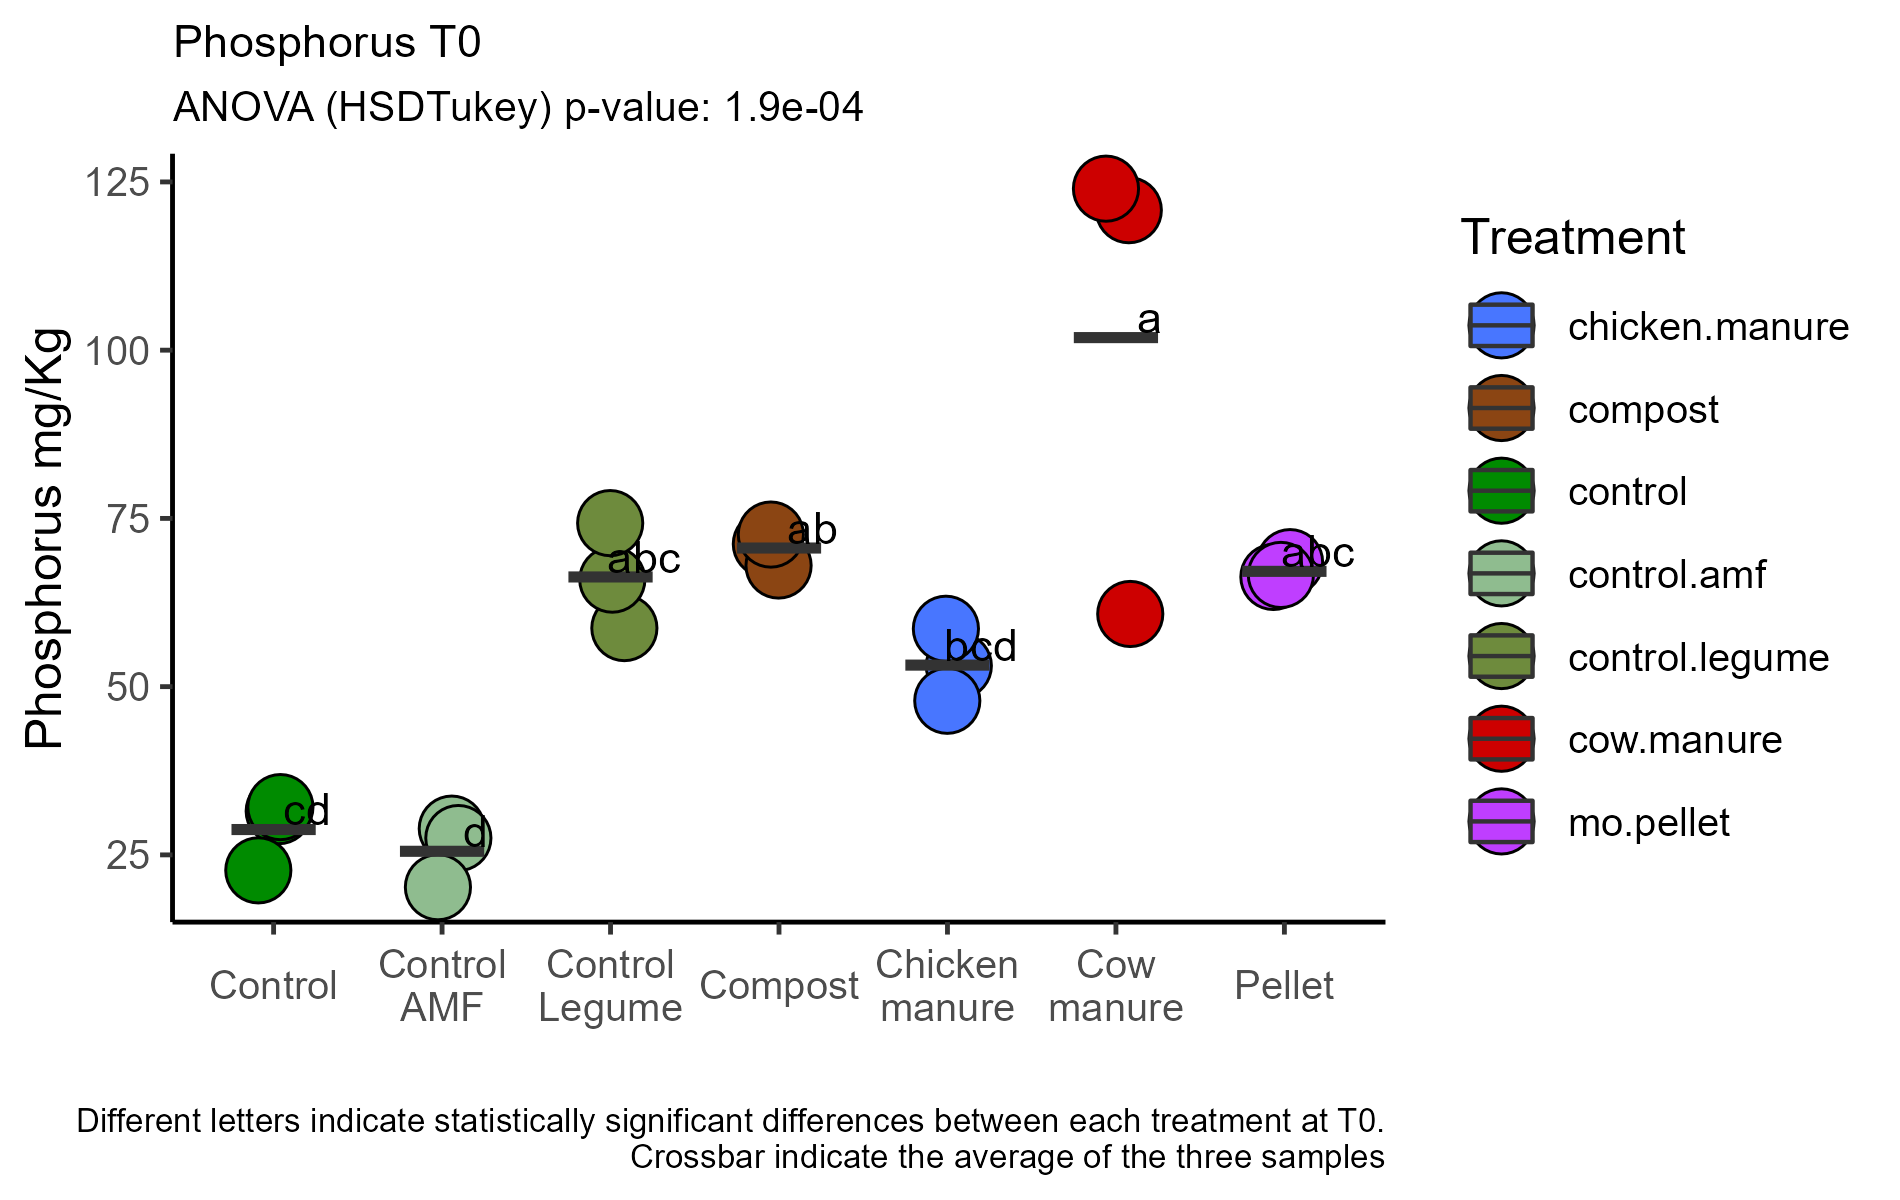 Phosphorus T0
ANOVA (HSDTukey) p-value: 1.9e-04
Phosphorus mg/Kg
125
100
75
50
25
cd
d
abc
ab
bcd
a
abc
Control
Control
AMF
Control
Legume
Compost
Chicken
manure
Cow
manure
Pellet
Treatment
chicken.manure
compost
control
control.amf
control.legume
cow.manure
mo.pellet
Different letters indicate statistically significant differences between each treatment at T0.
Crossbar indicate the average of the three samples